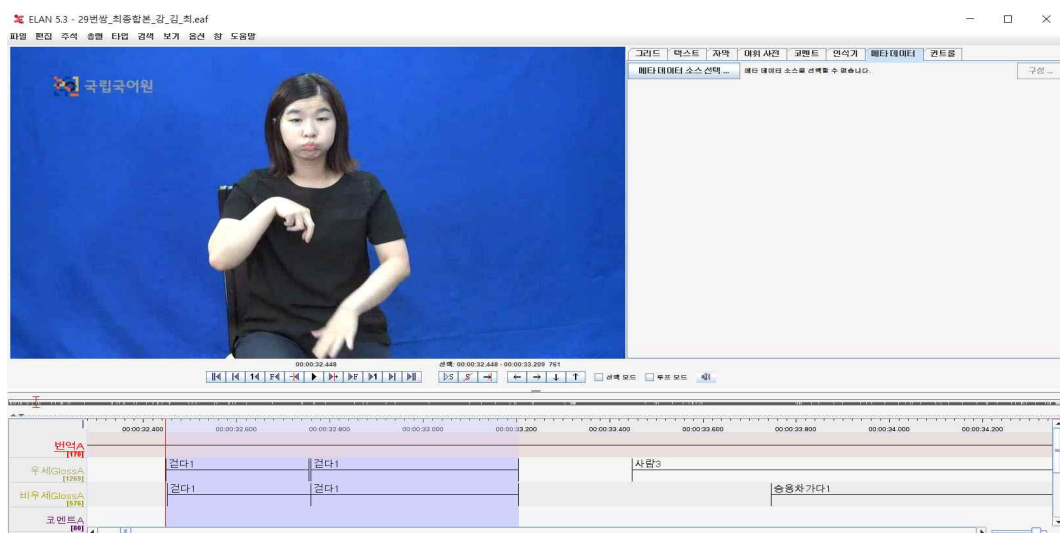 ELAN 5.3 - 29번쌍_최종합본_강_김_최.eaf
파일 편집 주석 층렬 타입 검색 보기 옵션 창 도움말
국립국어원
그리드 텍스트 자막 어휘 사전 코멘트 인식기 메타데이터 컨트롤
메타데이터 소스 선택 ... 메타 데이터 소스를 선택할 수 없습니다. 구성 ...
00:00:32.448 선택: 00:00:32.448 - 00:00:33.209 761
선택 모드 루프 모드
00:00:32.400 00:00:32.600 00:00:32.800 00:00:33.000 00:00:33.200 00:00:33.400 00:00:33.600 00:00:33.800 00:00:34.000 00:00:34.200
번역A
[170]
걷다1 걷다1 사람3
우세GlossA
[1269]
걷다1 걷다1 승용차가다1
비우세GlossA
[576]
코멘트A
[80]